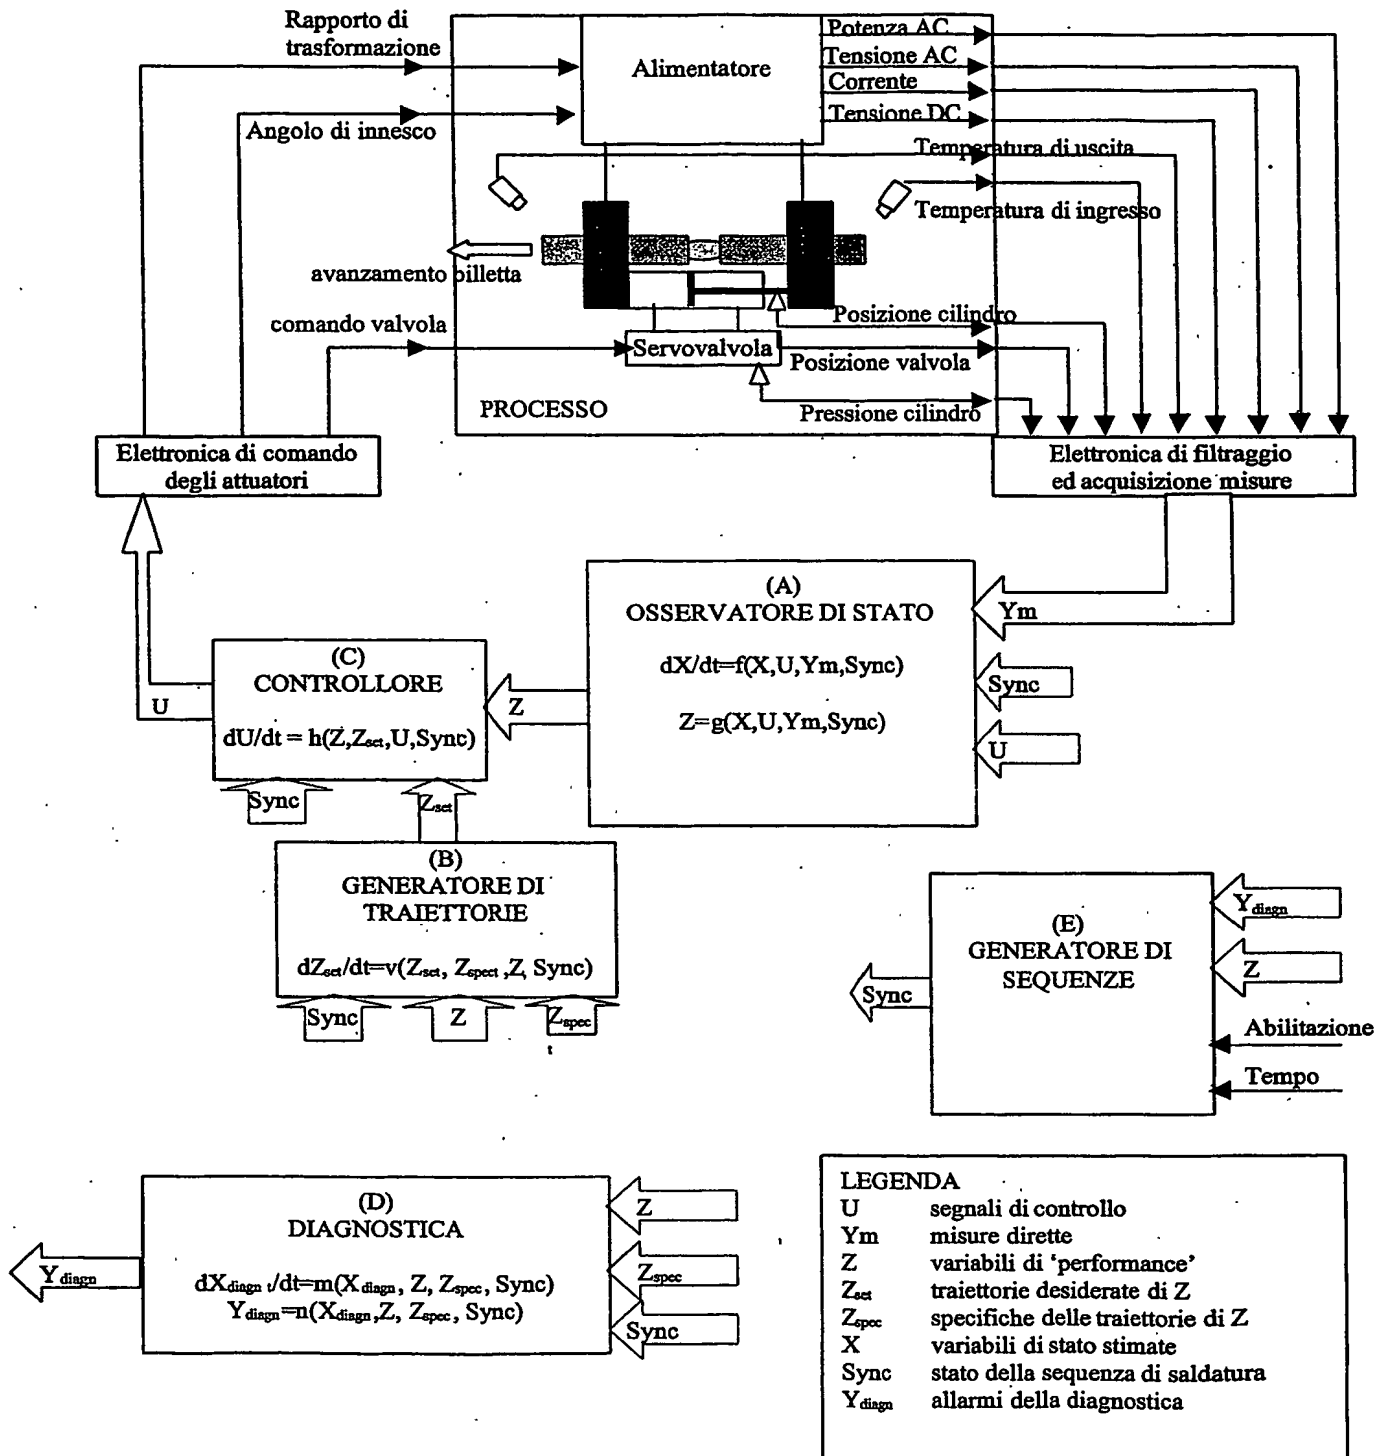 Rapporto di
trasformazione
Angolo di innesco
Alimentatore
Potenza AC
Tensione AC
Corrente
Tensione DC
Temperatura di uscita
Temperatura di ingresso
avanzamento billetta
comando valvola
Servovalvola
Posizione cilindro
Posizione valvola
Pressione cilindro
PROCESSO
Elettronica di comando
degli attuatori
Elettronica di filtraggio
ed acquisizione misure
(A)
OSSERVATORE DI STATO
dX/dt=f(X,U,Ym,Sync)
Z=g(X,U,Ym,Sync)
Ym
Sync
U
Z
(C)
CONTROLLORE
dU/dt = h(Z,Zset,U,Sync)
U
Sync
Zset
(B)
GENERATORE DI
TRAIETTORIE
dZset/dt=v(Zset, Zspect ,Z, Sync)
Sync
Z
Zspec
t
(E)
GENERATORE DI
SEQUENZE
Ydiagn
Z
Abilitazione
Tempo
Sync
(D)
DIAGNOSTICA
dXdiagn t/dt=m(Xdiagn, Z, Zspec, Sync)
Ydiagn=n(Xdiagn,Z, Zspec, Sync)
Z
Zspec
Sync
Ydiagn
LEGENDA
U segnali di controllo
Ym misure dirette
Z variabili di ‘performance’
Zset traiettorie desiderate di Z
Zspec specifiche delle traiettorie di Z
X variabili di stato stimate
Sync stato della sequenza di saldatura
Ydiagn allarmi della diagnostica